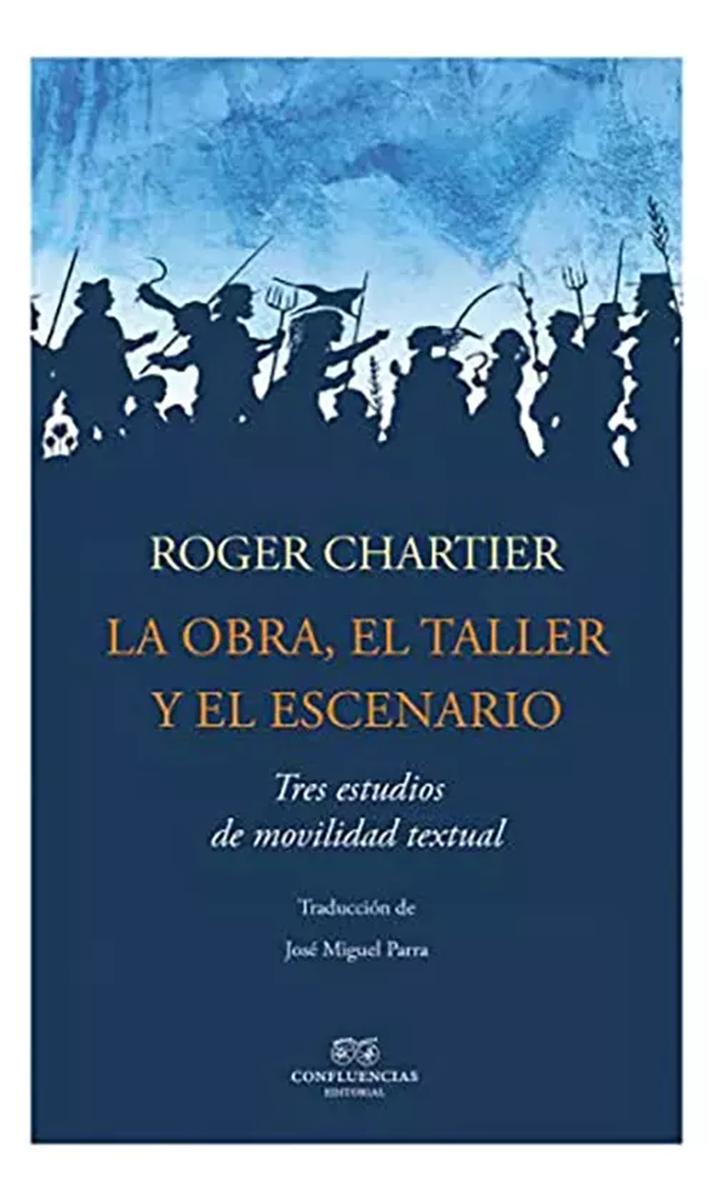 ROGER CHARTIER
LA OBRA, EL TALLER
Y EL ESCENARIO
Tres estudios
de movilidad textual
Traducción de
José Miguel Parra
CONFLUENCIAS
EDITORIAL